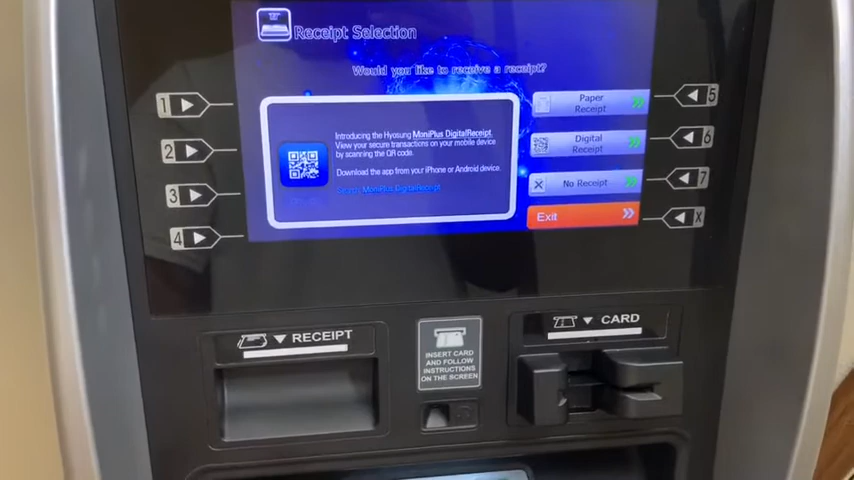 Receipt Selection
Would you like to receive a receipt?
Introducing the Hyosung MoniPlus DigitalReceipt.
View your secure transactions on your mobile device
by scanning the QR code.
Download the app from your iPhone or Android device.
MoniPlus DigitalReceipt
Paper
Receipt
Digital
Receipt
No Receipt
Exit
1
2
3
4
5
6
7
X
RECEIPT
INSERT CARD
AND FOLLOW
INSTRUCTIONS
ON THE SCREEN
CARD